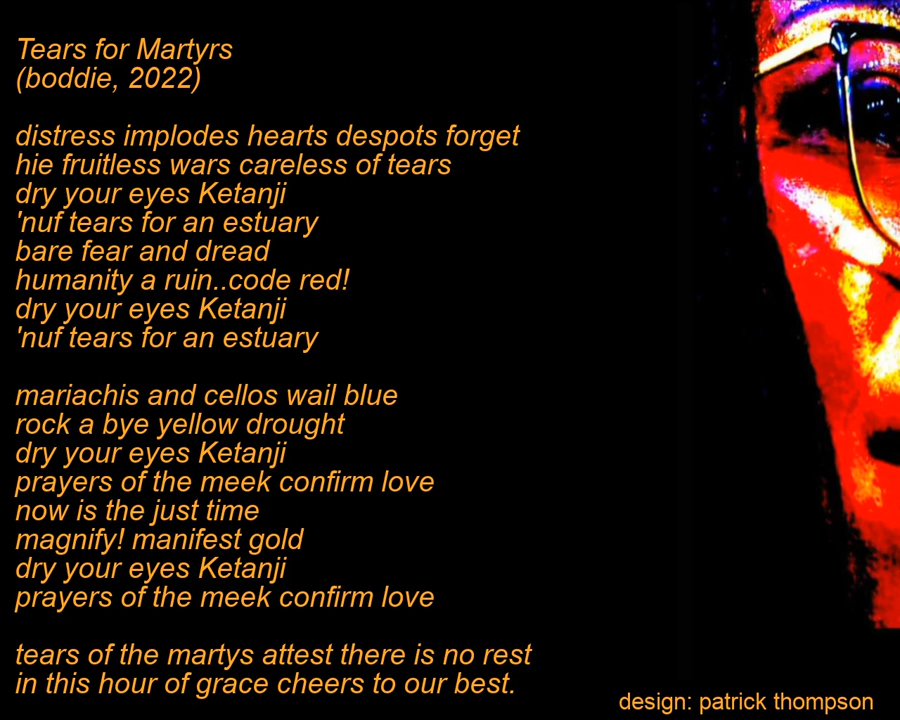 Tears for Martyrs
(boddie, 2022)
distress implodes hearts despots forget
hie fruitless wars careless of tears
dry your eyes Ketanji
'nuf tears for an estuary
bare fear and dread
humanity a ruin..code red!
dry your eyes Ketanji
'nuf tears for an estuary
mariachis and cellos wail blue
rock a bye yellow drought
dry your eyes Ketanji
prayers of the meek confirm love
now is the just time
magnify! manifest gold
dry your eyes Ketanji
prayers of the meek confirm love
tears of the martys attest there is no rest
in this hour of grace cheers to our best.
design: patrick thompson